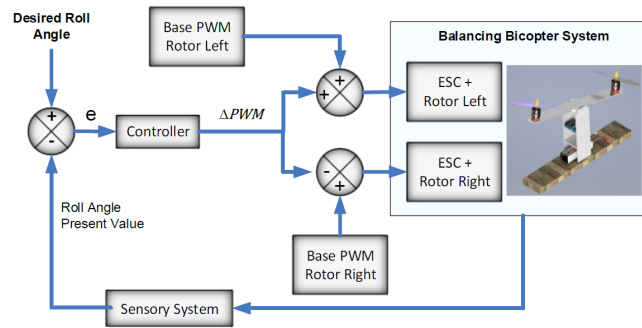 Desired Roll
Angle
Base PWM
Rotor Left
Balancing Bicopter System
+
-
e
Controller
ΔPWM
+
+
ESC +
Rotor Left
-
+
ESC +
Rotor Right
Roll Angle
Present Value
Base PWM
Rotor Right
Sensory System